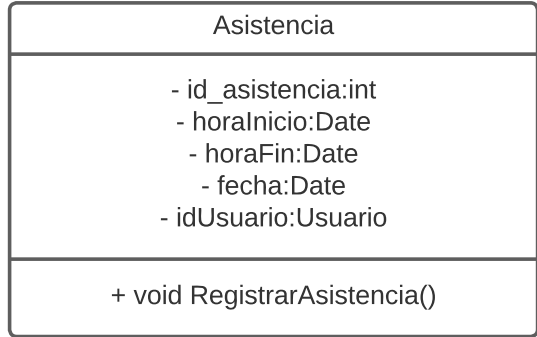 Asistencia
- id_asistencia:int
- horaInicio:Date
- horaFin:Date
- fecha:Date
- idUsuario:Usuario
+ void RegistrarAsistencia()